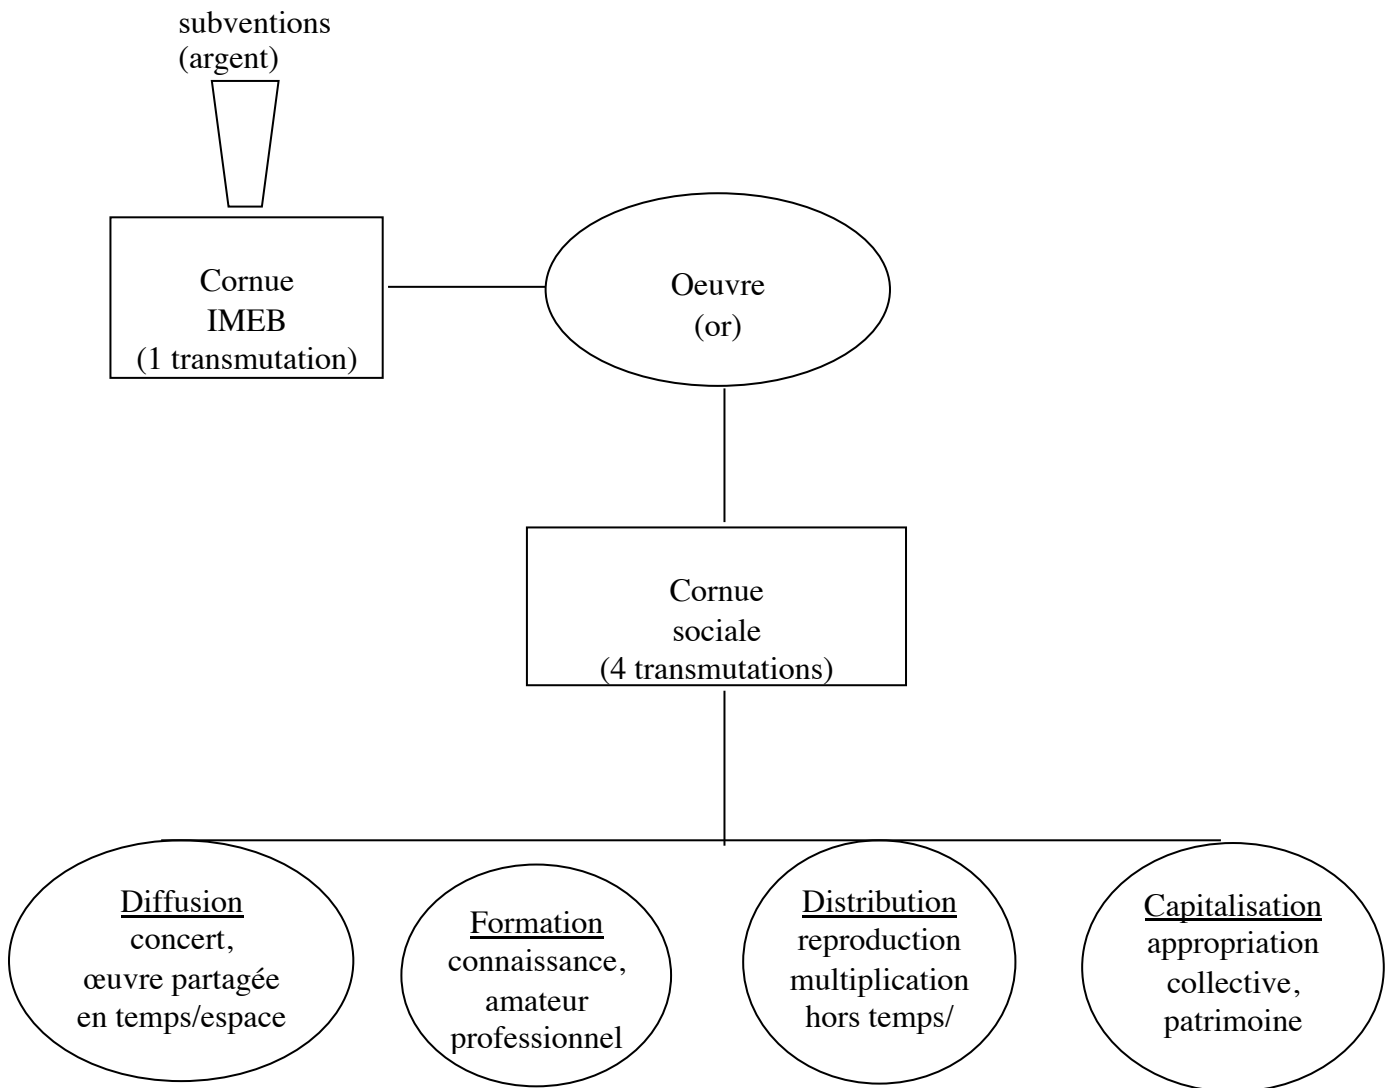 subventions
(argent)
Cornue
IMEB
(1 transmutation)
Oeuvre
(or)
Cornue
sociale
(4 transmutations)
Diffusion
concert,
œuvre partagée
en temps/espace
Formation
connaissance,
amateur
professionnel
Distribution
reproduction
multiplication
hors temps/
Capitalisation
appropriation
collective,
patrimoine